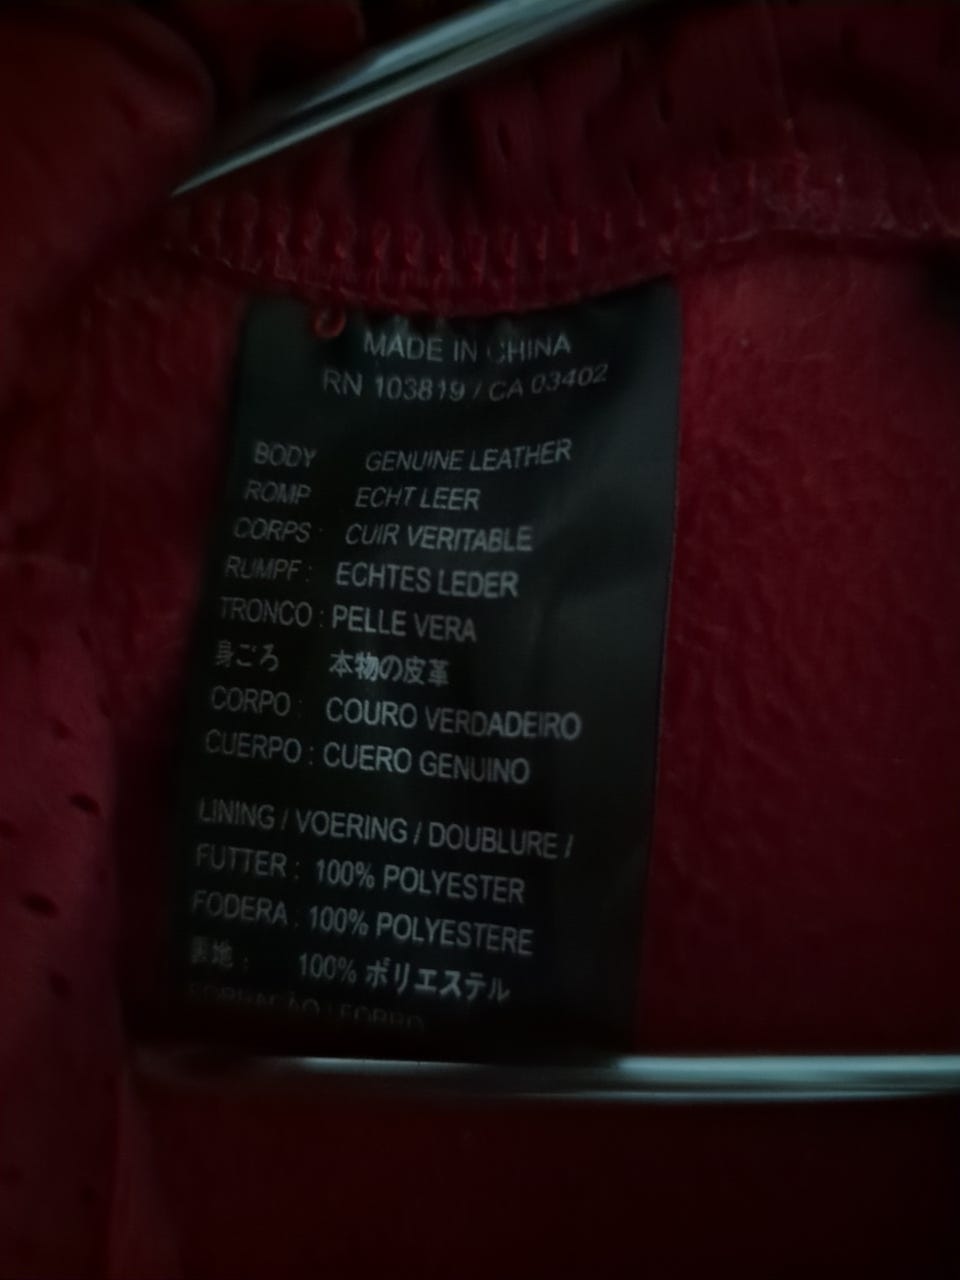 MADE IN CHINA
RN 103819 / CA 03402
BODY GENUINE LEATHER
ROMP ECHT LEER
CORPS : CUIR VERITABLE
RUMPF : ECHTES LEDER
TRONCO : PELLE VERA
身ごろ 本物の皮革
CORPO : COURO VERDADEIRO
CUERPO : CUERO GENUINO
LINING / VOERING / DOUBLURE /
FUTTER : 100% POLYESTER
FODERA : 100% POLYESTERE
裏地 : 100% ポリエステル
/ FORRO